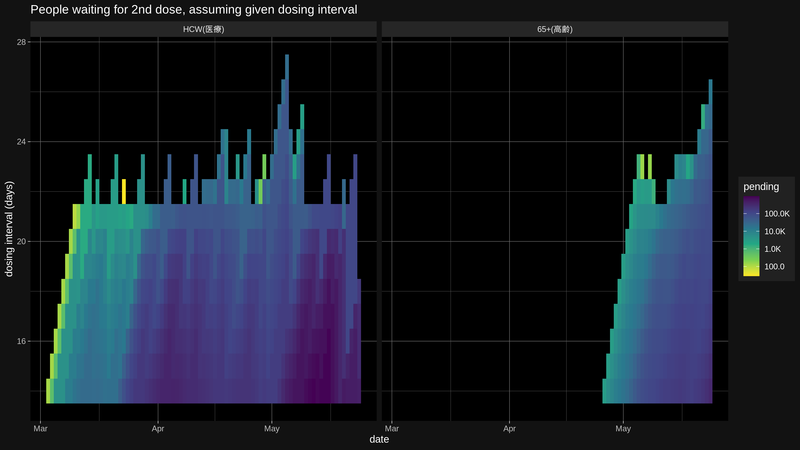 People waiting for 2nd dose, assuming given dosing interval
HCW(医療)
65+(高齢)
28
24
20
16
dosing interval (days)
Mar
Apr
May
Mar
Apr
May
date
pending
100.0K
10.0K
1.0K
100.0